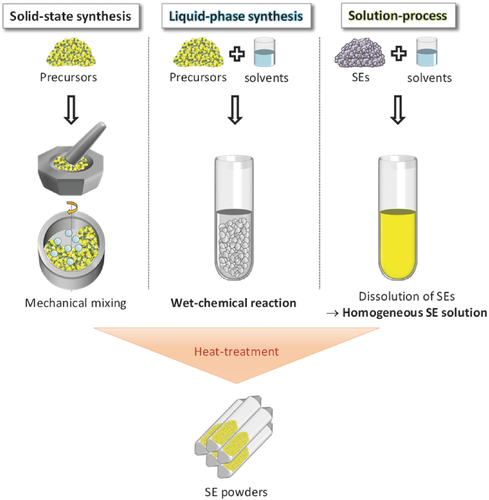 Solid-state synthesis
Precursors
Mechanical mixing
Liquid-phase synthesis
Precursors
solvents
Wet-chemical reaction
Solution-process
SEs
solvents
Dissolution of SEs
→ Homogeneous SE solution
Heat-treatment
SE powders